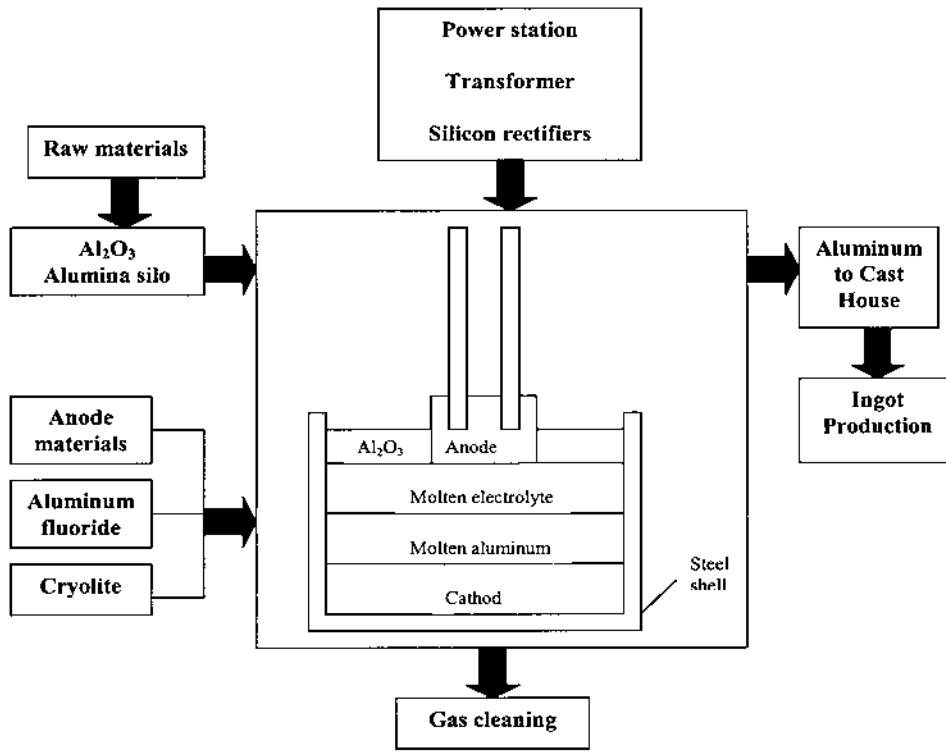 Power station
Transformer
Silicon rectifiers
Raw materials
Al₂O₃
Alumina silo
Aluminum
to Cast
House
Ingot
Production
Anode
materials
Aluminum
fluoride
Cryolite
Al₂O₃
Anode
Molten electrolyte
Molten aluminum
Cathod
Steel
shell
Gas cleaning